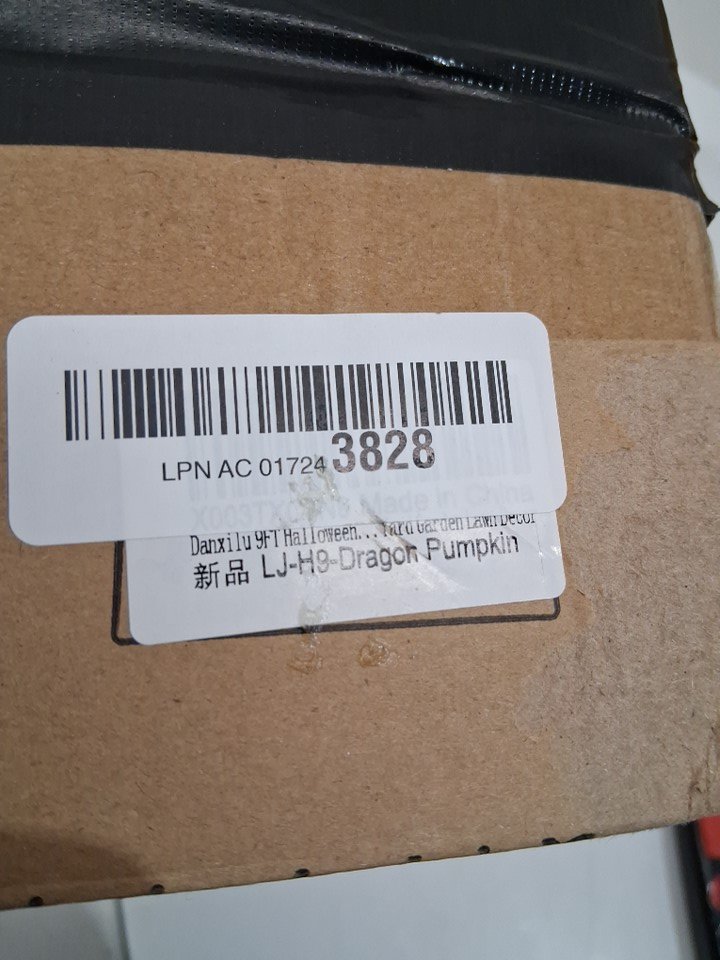 LPN AC 01724 3828
Made in China
Danxilu 9FT Halloween... Yard Garden Lawn Decor
新品 LJ-H9-Dragon Pumpkin